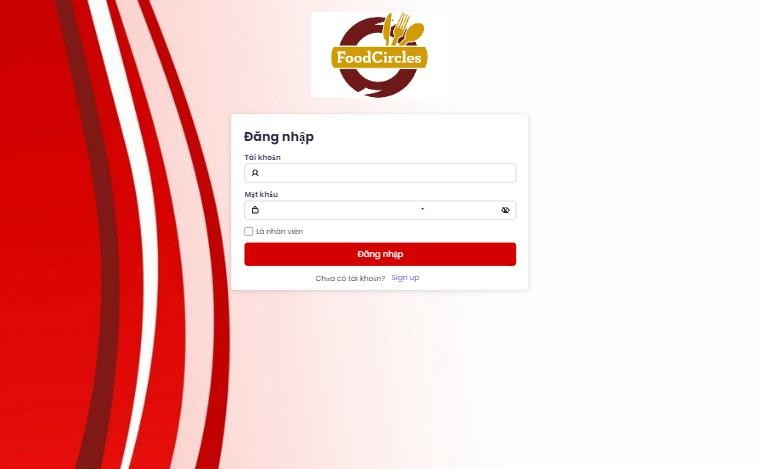 FoodCircles
Đăng nhập
Tài khoản
Mật khẩu
Là nhân viên
Đăng nhập
Chưa có tài khoản? Sign up